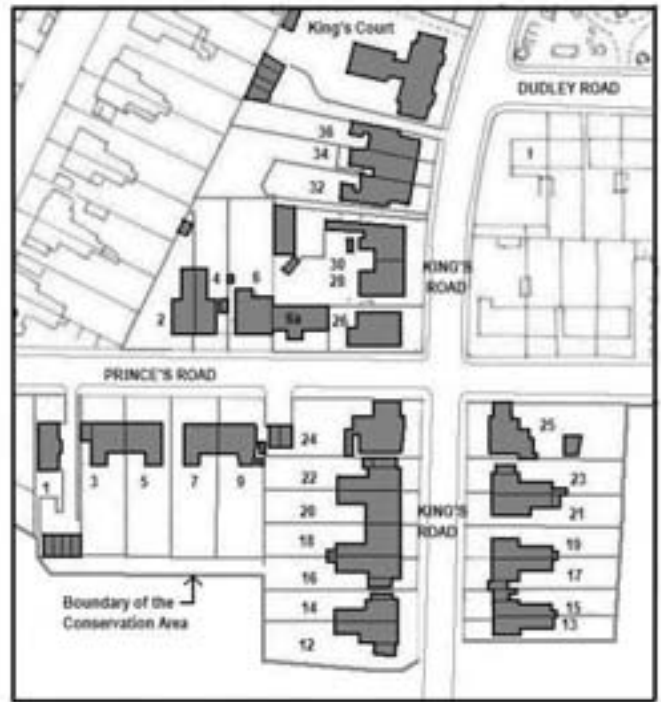 King's Court
DUDLEY ROAD
36
34
32
1
KING'S
ROAD
30
28
4
6
6a
26
2
PRINCE'S ROAD
1
3
5
7
9
24
22
20
18
16
14
12
KING'S
ROAD
25
23
21
19
17
15
13
Boundary of the
Conservation Area